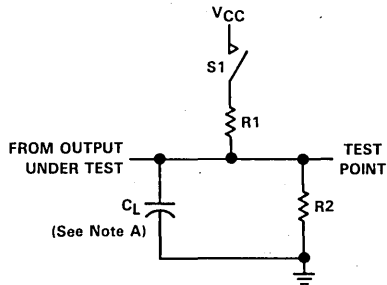 VCC
S1
R1
FROM OUTPUT
UNDER TEST
TEST
POINT
CL
(See Note A)
R2